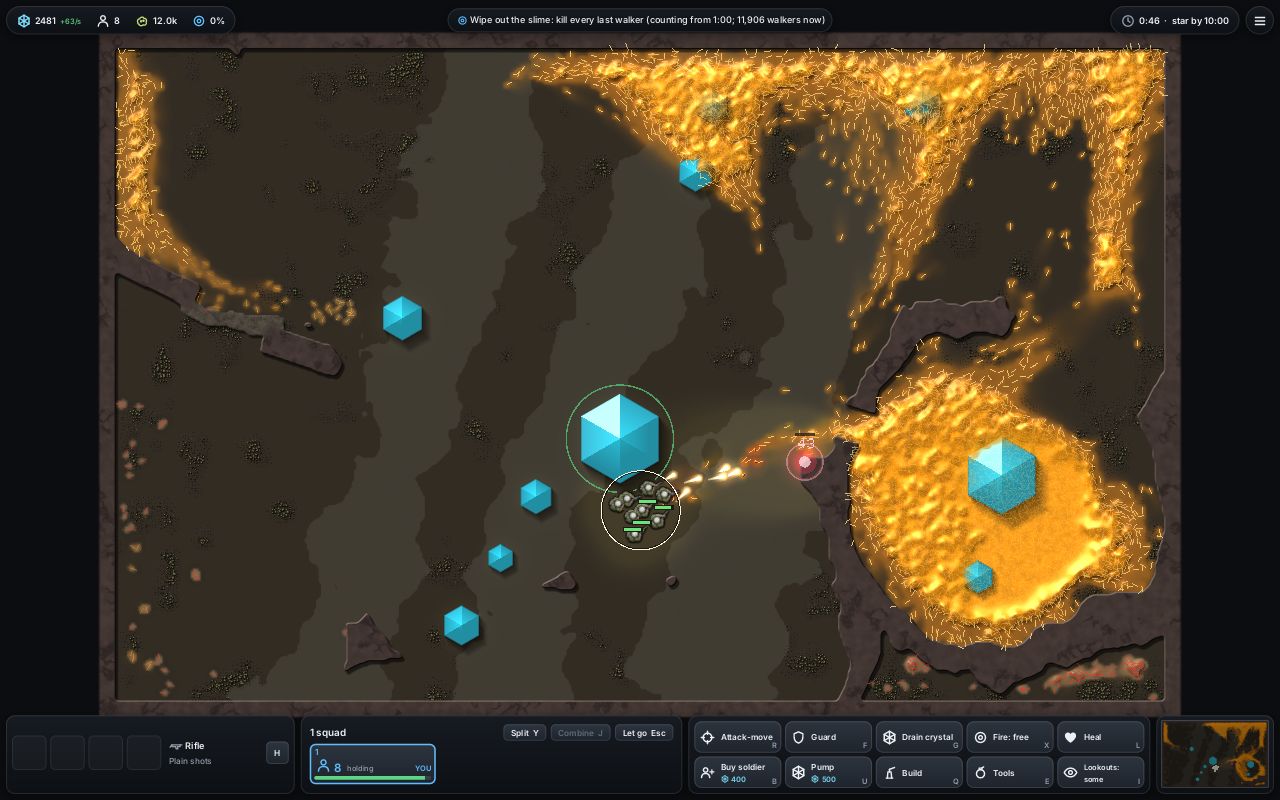 2481 +63/s 8 12.0k 0%
Wipe out the slime: kill every last walker (counting from 1:00; 11,906 walkers now)
0:46 · star by 10:00
43
Rifle
Plain shots
H
1 squad
Split Y
Combine J
Let go Esc
1
8 holding YOU
Attack-move R
Guard F
Drain crystal G
Fire: free X
Heal L
Buy soldier 400 B
Pump 500 U
Build Q
Tools E
Lookouts: some I